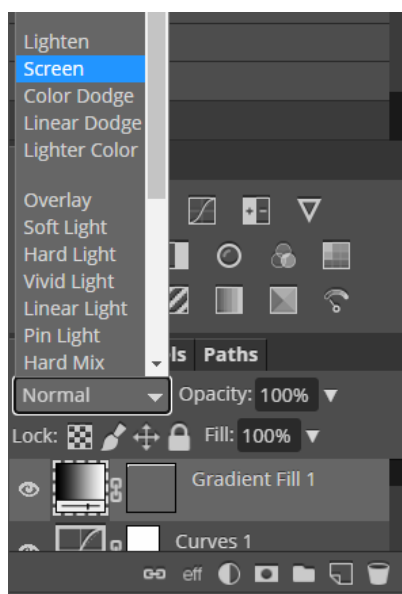 Lighten
Screen
Color Dodge
Linear Dodge
Lighter Color
Overlay
Soft Light
Hard Light
Vivid Light
Linear Light
Pin Light
Hard Mix
ls Paths
Normal Opacity: 100%
Lock: Fill: 100%
Gradient Fill 1
Curves 1
eff